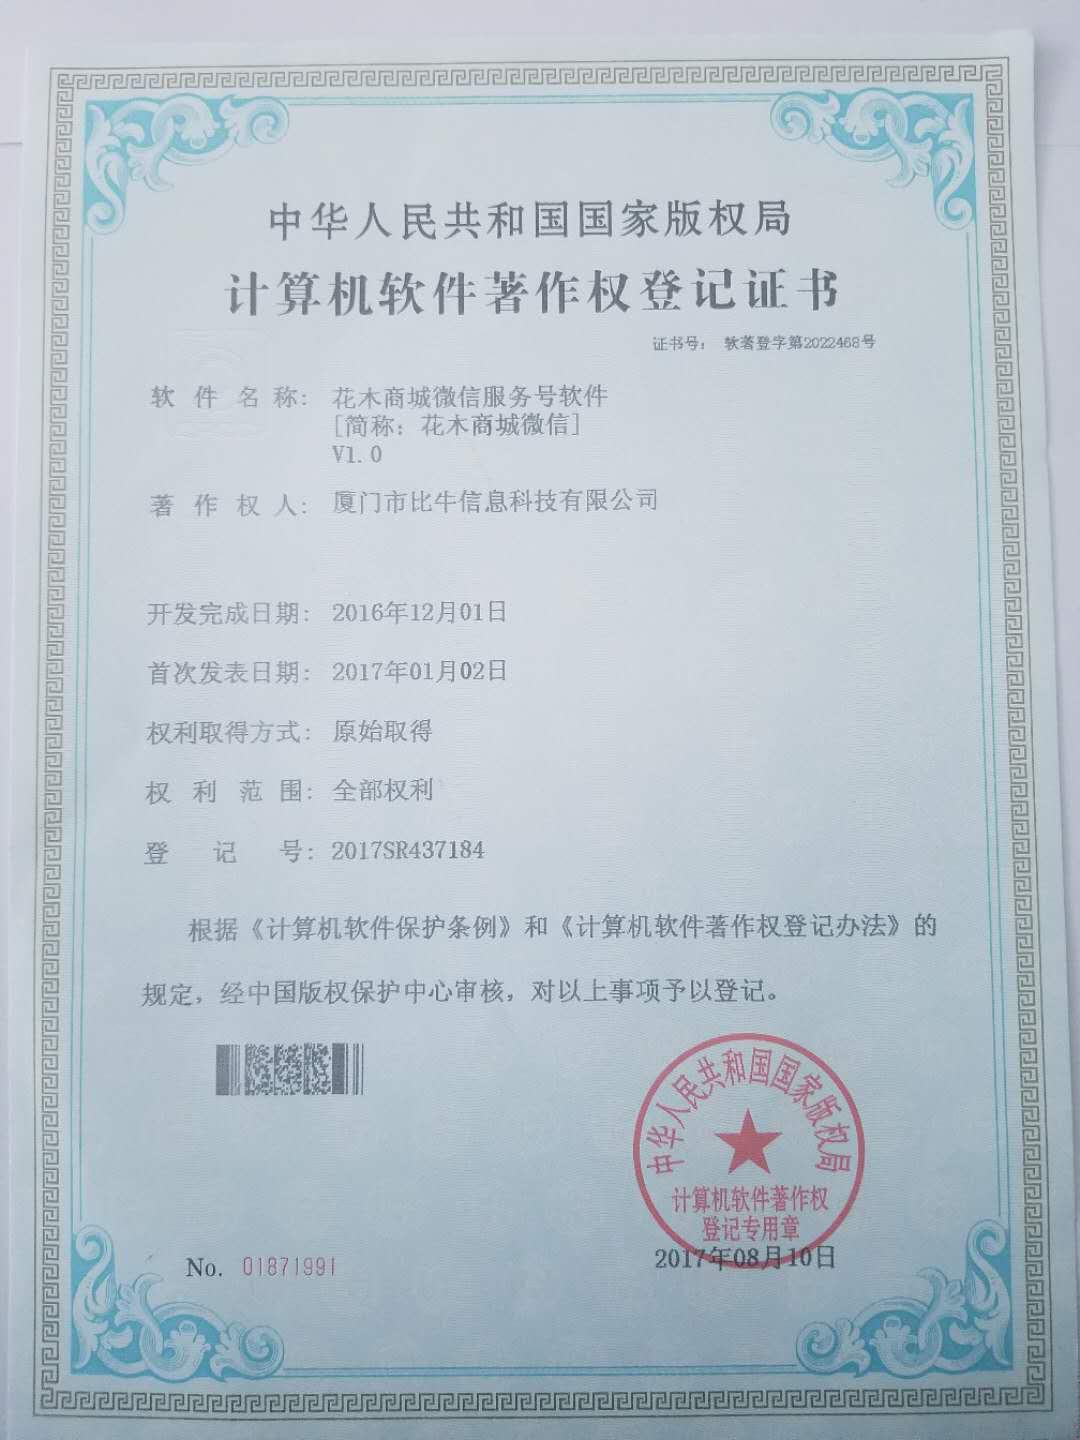 中华人民共和国国家版权局
计算机软件著作权登记证书
证书号： 软著登字第2022468号
软件名称： 花木商城微信服务号软件
[简称：花木商城微信]
V1.0
著作权人： 厦门市比牛信息科技有限公司
开发完成日期： 2016年12月01日
首次发表日期： 2017年01月02日
权利取得方式： 原始取得
权利范围： 全部权利
登记号： 2017SR437184
根据《计算机软件保护条例》和《计算机软件著作权登记办法》的
规定，经中国版权保护中心审核，对以上事项予以登记。
中华人民共和国国家版权局
计算机软件著作权
登记专用章
2017年08月10日
No. 01871991